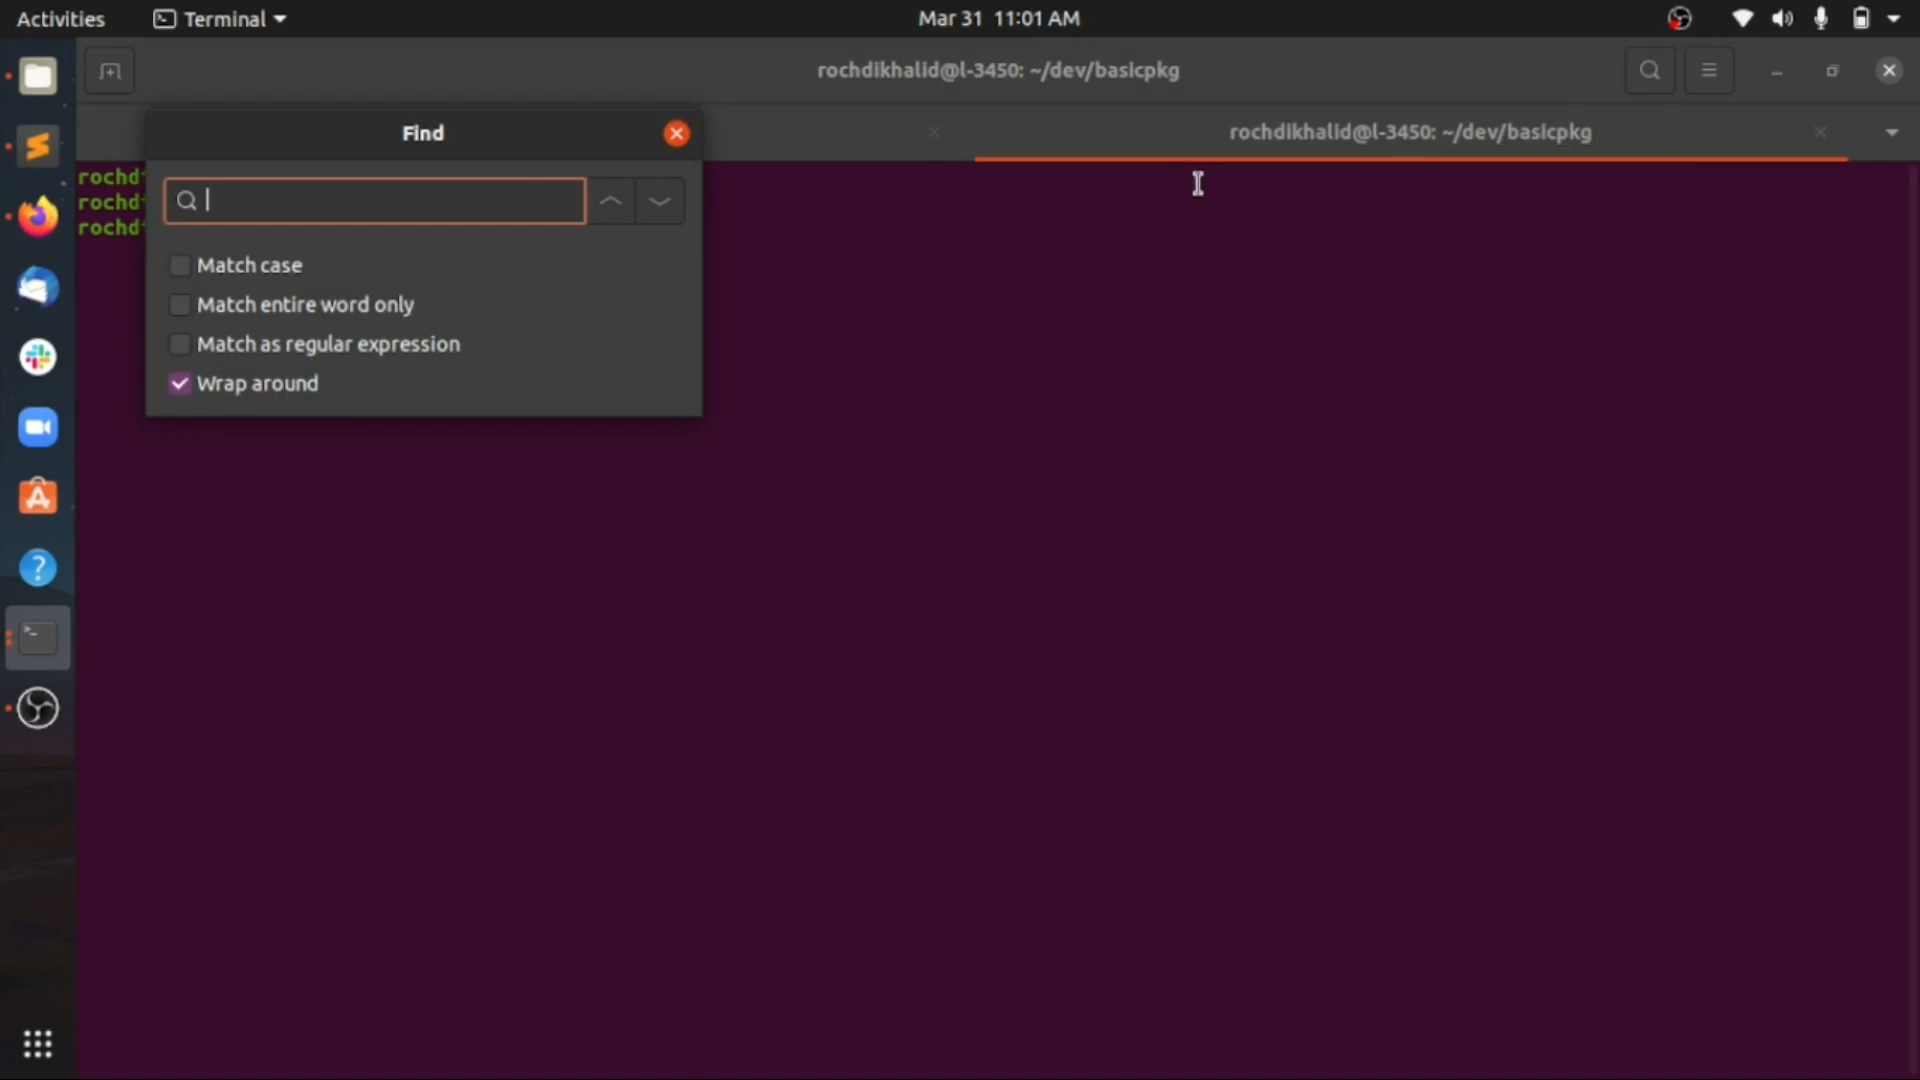 Activities
Terminal
Mar 31 11:01 AM
rochdikhalid@l-3450: ~/dev/basicpkg
Find
rochdikhalid@l-3450: ~/dev/basicpkg
rochd
rochd
rochd
Match case
Match entire word only
Match as regular expression
Wrap around